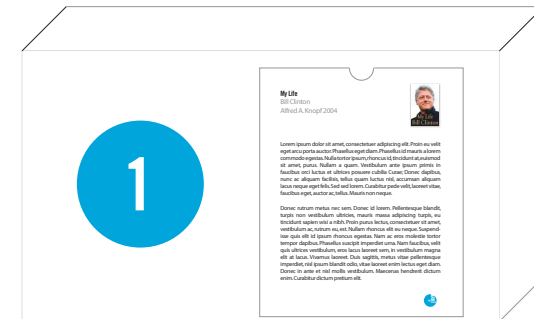 1
My Life
Bill Clinton
Alfred A. Knopf 2004
My Life
Bill Clinton
Lorem ipsum dolor sit amet, consectetuer adipiscing elit. Proin eu velit
eget arcu porta auctor. Phasellus eget diam. Phasellus id mauris a lorem
commodo egestas. Nulla tortor ipsum, rhoncus id, tincidunt at, euismod
sit amet, purus. Nullam a quam. Vestibulum ante ipsum primis in
faucibus orci luctus et ultrices posuere cubilia Curae; Donec dapibus,
nunc ac aliquam facilisis, tellus quam luctus nisl, accumsan aliquam
lacus neque eget felis. Sed sed lorem. Curabitur pede velit, laoreet vitae,
faucibus eget, auctor ac, tellus. Mauris non neque.
Donec rutrum metus nec sem. Donec id lorem. Pellentesque blandit,
turpis non vestibulum ultricies, mauris massa adipiscing turpis, eu
tincidunt sapien wisi a nibh. Proin purus lectus, consectetuer sit amet,
vestibulum ac, rutrum eu, est. Nullam rhoncus elit eu neque. Suspend-
isse quis elit id ipsum rhoncus egestas. Nam ac eros molestie tortor
tempor dapibus. Phasellus suscipit imperdiet urna. Nam faucibus, velit
quis ultrices vestibulum, eros lacus laoreet sem, in vestibulum magna
elit at lacus. Vivamus laoreet. Duis sagittis, metus vitae pellentesque
imperdiet, nisl ipsum blandit odio, vitae laoreet enim lectus eget diam.
Donec in ante et nisl mollis vestibulum. Maecenas hendrerit dictum
enim. Curabitur dictum pretium elit.